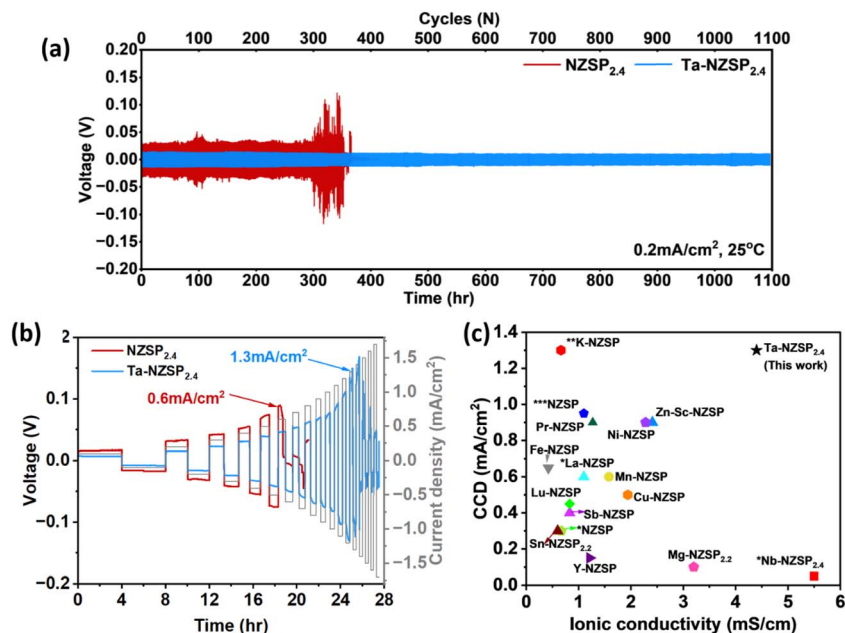 (a)
Cycles (N)
0 100 200 300 400 500 600 700 800 900 1000 1100
NZSP2.4 Ta-NZSP2.4
Voltage (V)
0.20
0.15
0.10
0.05
0.00
−0.05
−0.10
−0.15
−0.20
0.2mA/cm², 25°C
0 100 200 300 400 500 600 700 800 900 1000 1100
Time (hr)
(b)
NZSP2.4
Ta-NZSP2.4
1.3mA/cm²
0.6mA/cm²
Voltage (V)
0.2
0.1
0.0
−0.1
−0.2
1.5
1.0
0.5
0.0
−0.5
−1.0
−1.5
Current density (mA/cm²)
0 4 8 12 16 20 24 28
Time (hr)
(c)
CCD (mA/cm²)
1.4
1.2
1.0
0.8
0.6
0.4
0.2
0.0
**K-NZSP
Ta-NZSP2.4
(This work)
***NZSP
Pr-NZSP
Ni-NZSP
Zn-Sc-NZSP
Fe-NZSP
*La-NZSP
Mn-NZSP
Lu-NZSP
Cu-NZSP
Sb-NZSP
*NZSP
Sn-NZSP2.2
Y-NZSP
Mg-NZSP2.2
*Nb-NZSP2.4
0 1 2 3 4 5 6
Ionic conductivity (mS/cm)